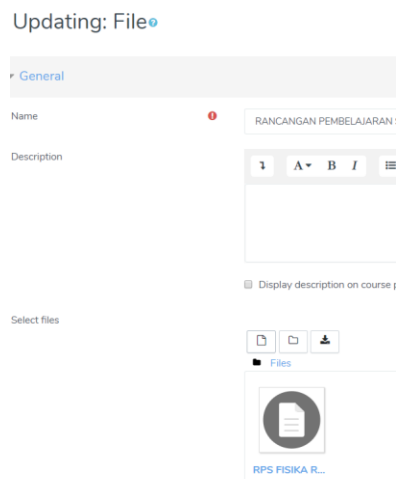 Updating: File
General
Name
RANCANGAN PEMBELAJARAN
Description
A B I
Display description on course
Select files
Files
RPS FISIKA R...